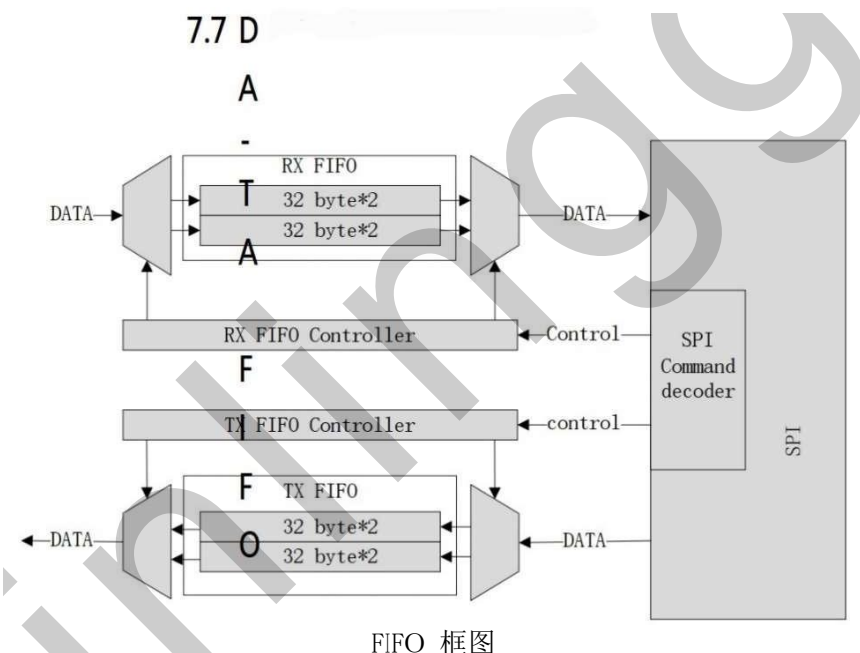 7.7 D
A
-
T
A
F
I
F
O
RX FIFO
32 byte*2
32 byte*2
DATA
DATA
RX FIFO Controller
Control
SPI
Command
decoder
TX FIFO Controller
control
SPI
TX FIFO
32 byte*2
32 byte*2
DATA
DATA
FIFO 框图